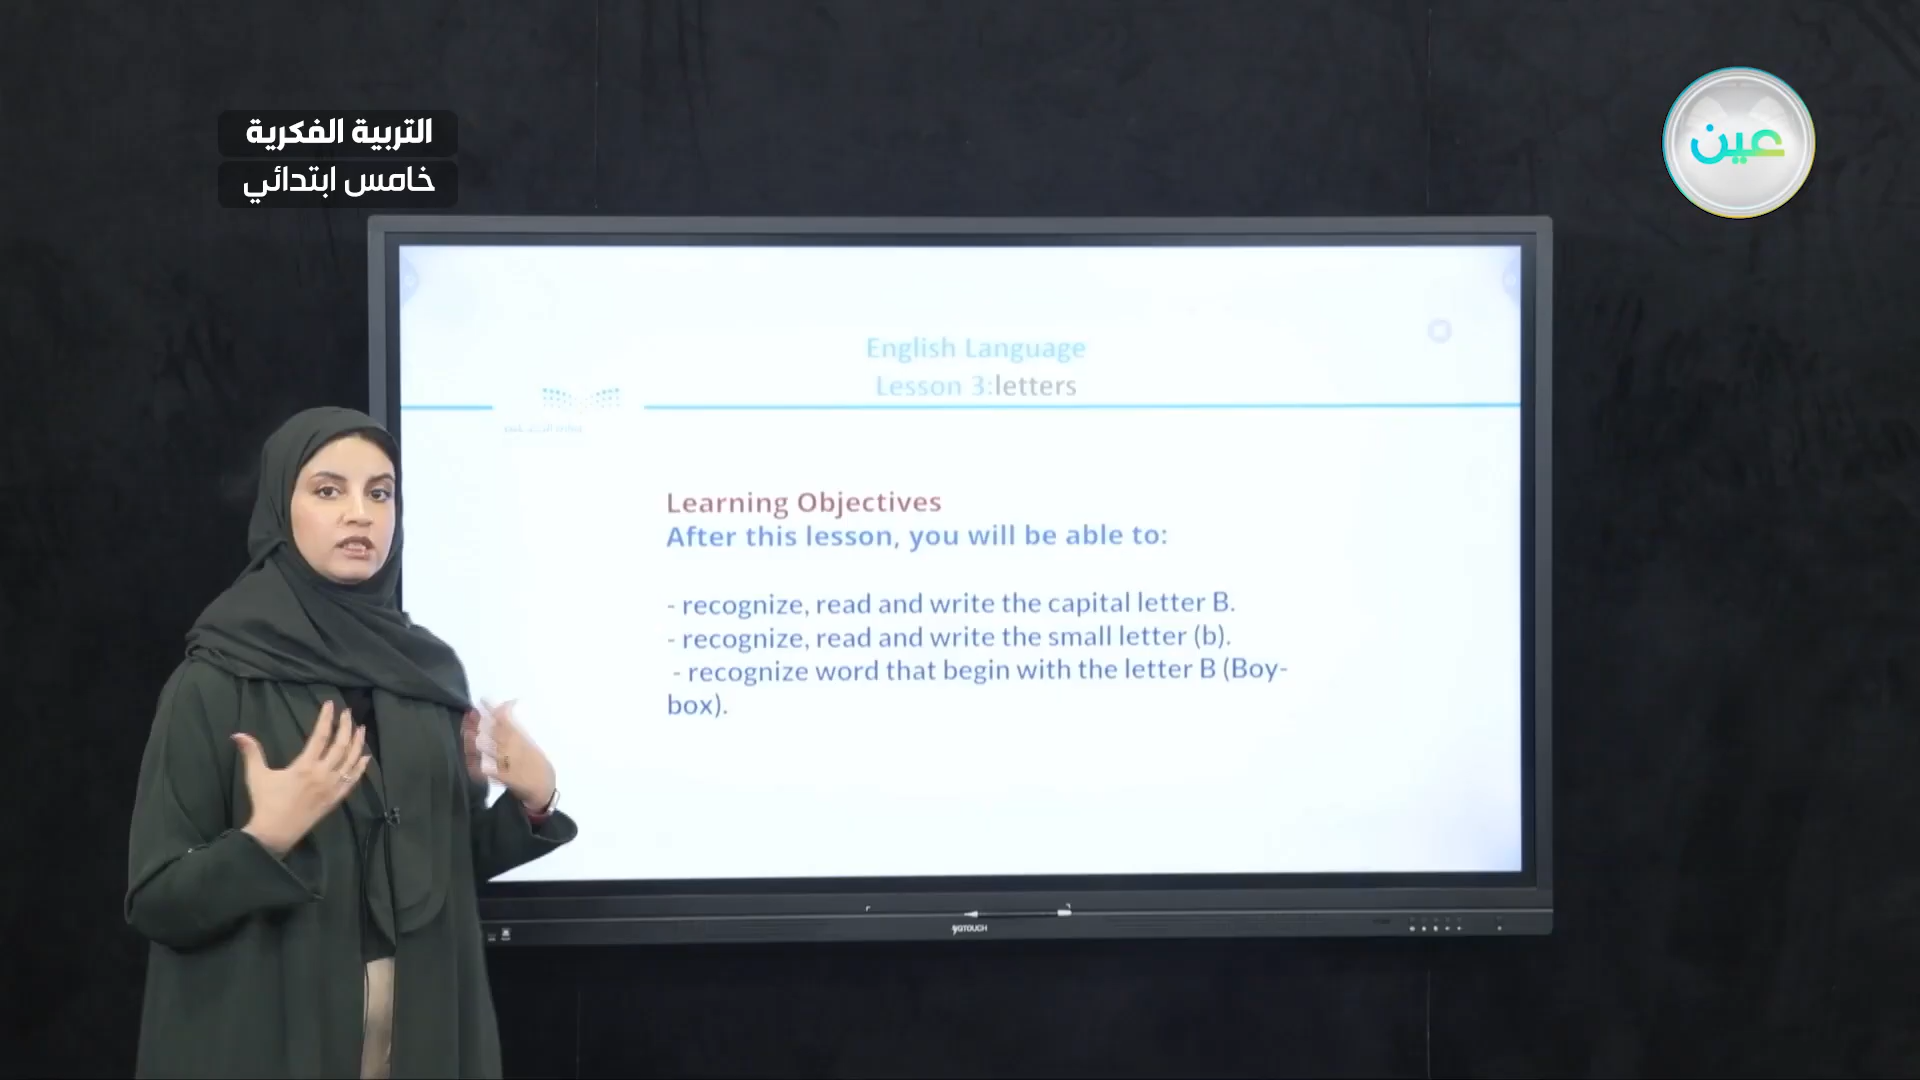 التربية الفكرية
خامس ابتدائي
عين
English Language
Lesson 3:letters
Learning Objectives
After this lesson, you will be able to:
- recognize, read and write the capital letter B.
- recognize, read and write the small letter (b).
- recognize word that begin with the letter B (Boy-
box).